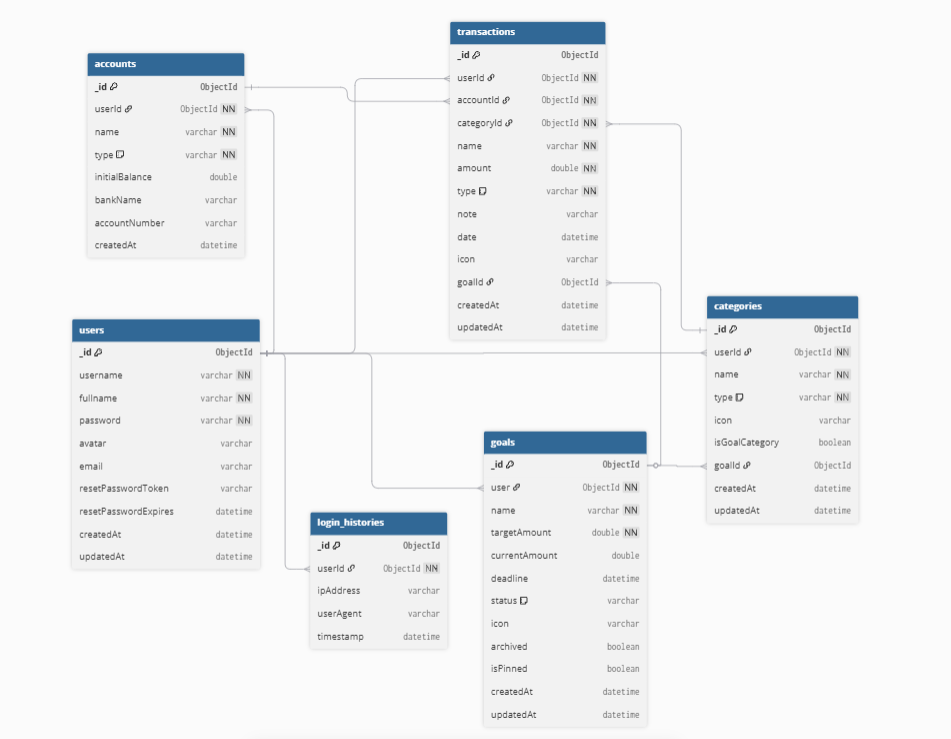 accounts
_id ObjectId
userId ObjectId NN
name varchar NN
type varchar NN
initialBalance double
bankName varchar
accountNumber varchar
createdAt datetime
transactions
_id ObjectId
userId ObjectId NN
accountId ObjectId NN
categoryId ObjectId NN
name varchar NN
amount double NN
type varchar NN
note varchar
date datetime
icon varchar
goalId ObjectId
createdAt datetime
updatedAt datetime
users
_id ObjectId
username varchar NN
fullname varchar NN
password varchar NN
avatar varchar
email varchar
resetPasswordToken varchar
resetPasswordExpires datetime
createdAt datetime
updatedAt datetime
categories
_id ObjectId
userId ObjectId NN
name varchar NN
type varchar NN
icon varchar
isGoalCategory boolean
goalId ObjectId
createdAt datetime
updatedAt datetime
goals
_id ObjectId
user ObjectId NN
name varchar NN
targetAmount double NN
currentAmount double
deadline datetime
status varchar
icon varchar
archived boolean
isPinned boolean
createdAt datetime
updatedAt datetime
login_histories
_id ObjectId
userId ObjectId NN
ipAddress varchar
userAgent varchar
timestamp datetime